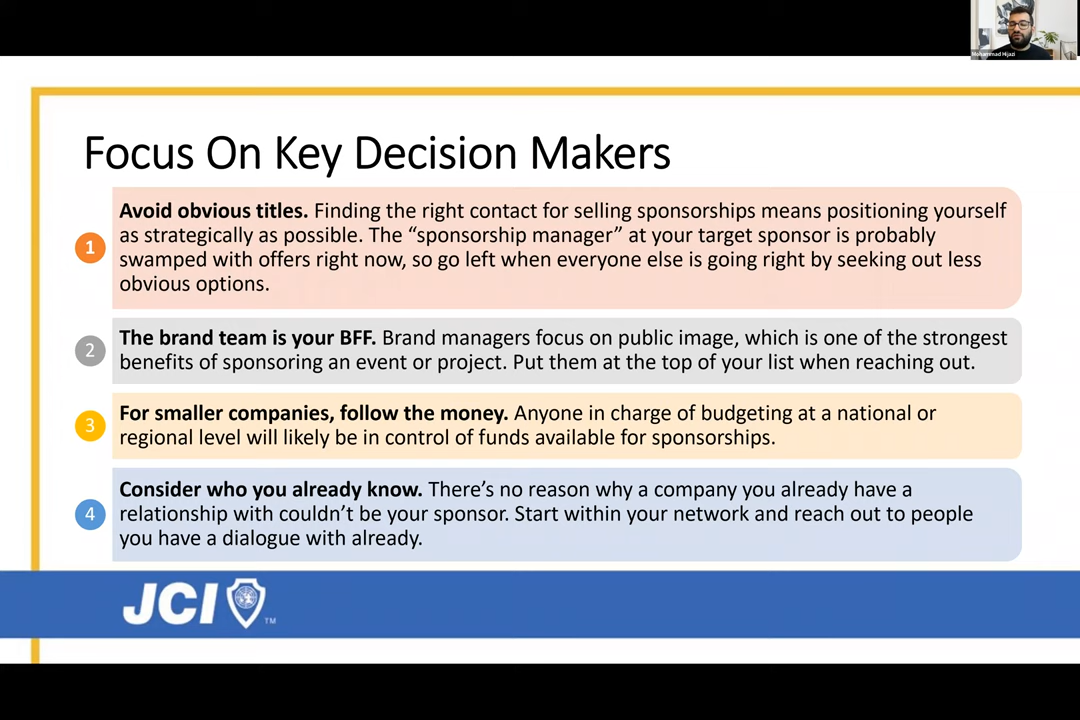 Mohammad Hijazi
Focus On Key Decision Makers
1
Avoid obvious titles. Finding the right contact for selling sponsorships means positioning yourself
as strategically as possible. The “sponsorship manager” at your target sponsor is probably
swamped with offers right now, so go left when everyone else is going right by seeking out less
obvious options.
2
The brand team is your BFF. Brand managers focus on public image, which is one of the strongest
benefits of sponsoring an event or project. Put them at the top of your list when reaching out.
3
For smaller companies, follow the money. Anyone in charge of budgeting at a national or
regional level will likely be in control of funds available for sponsorships.
4
Consider who you already know. There’s no reason why a company you already have a
relationship with couldn’t be your sponsor. Start within your network and reach out to people
you have a dialogue with already.
JCI TM